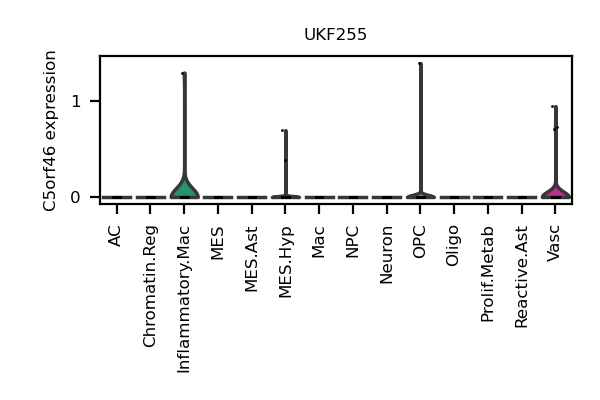 UKF255
C5orf46 expression
1
0
AC
Chromatin.Reg
Inflammatory.Mac
MES
MES.Ast
MES.Hyp
Mac
NPC
Neuron
OPC
Oligo
Prolif.Metab
Reactive.Ast
Vasc